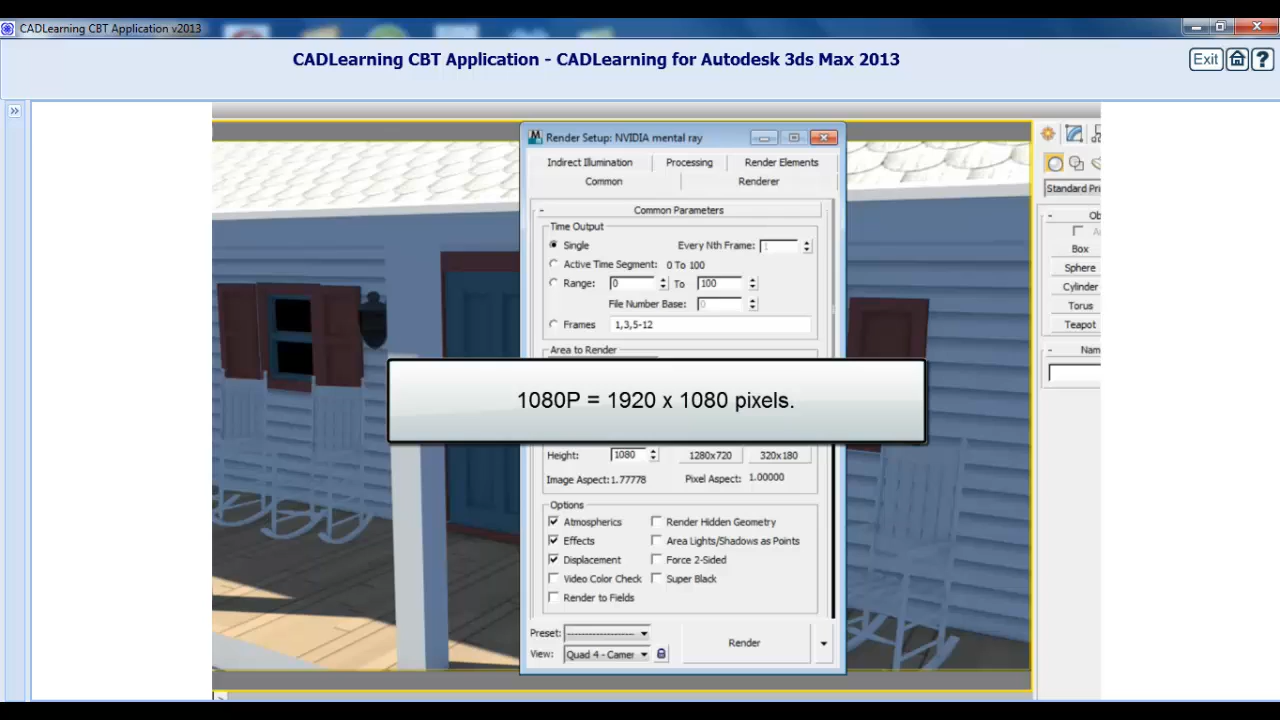 CADLearning CBT Application v2013
CADLearning CBT Application - CADLearning for Autodesk 3ds Max 2013
Exit
Render Setup: NVIDIA mental ray
Indirect Illumination Processing Render Elements
Common Renderer
Common Parameters
Time Output
Single Every Nth Frame: 1
Active Time Segment: 0 To 100
Range: 0 To 100
File Number Base: 0
Frames 1,3,5-12
Area to Render
1080P = 1920 x 1080 pixels.
Height: 1080 1280x720 320x180
Image Aspect: 1.77778 Pixel Aspect: 1.00000
Options
Atmospherics Render Hidden Geometry
Effects Area Lights/Shadows as Points
Displacement Force 2-Sided
Video Color Check Super Black
Render to Fields
Preset: --------------------
View: Quad 4 - Camer
Render
Standard Pri
Ob
Box
Sphere
Cylinder
Torus
Teapot
Nam